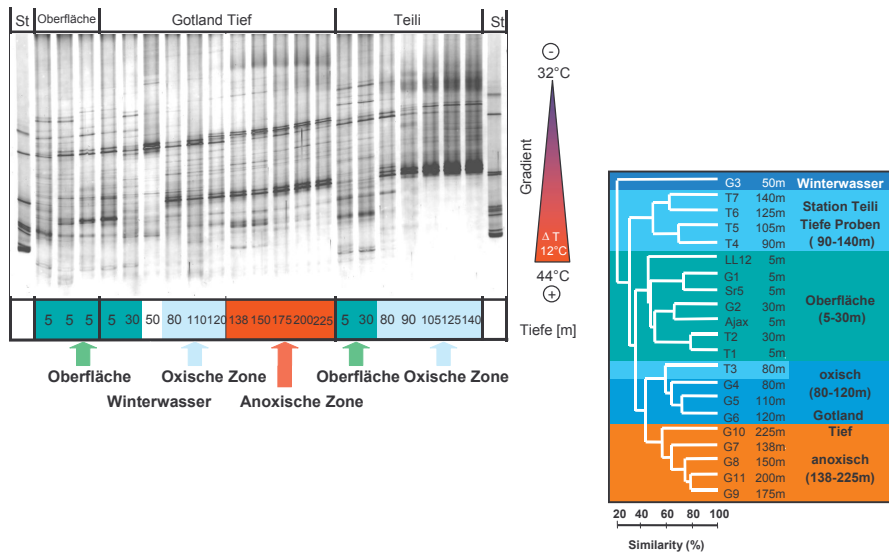 St Oberfläche Gotland Tief Teili St
5 5 5 5 30 50 80 110 120 138 150 175 200 225 5 30 80 90 105 125 140 Tiefe [m]
Oberfläche Oxische Zone Oberfläche Oxische Zone
Winterwasser Anoxische Zone
-
32°C
Gradient
Δ T
12°C
44°C
+
G3 50m Winterwasser
T7 140m
T6 125m Station Teili
T5 105m Tiefe Proben
T4 90m ( 90-140m)
LL12 5m
G1 5m
Sr5 5m Oberfläche
G2 30m (5-30m)
Ajax 5m
T2 30m
T1 5m
T3 80m oxisch
G4 80m (80-120m)
G5 110m
G6 120m Gotland
G10 225m Tief
G7 138m
G8 150m anoxisch
G11 200m (138-225m)
G9 175m
20 40 60 80 100
Similarity (%)